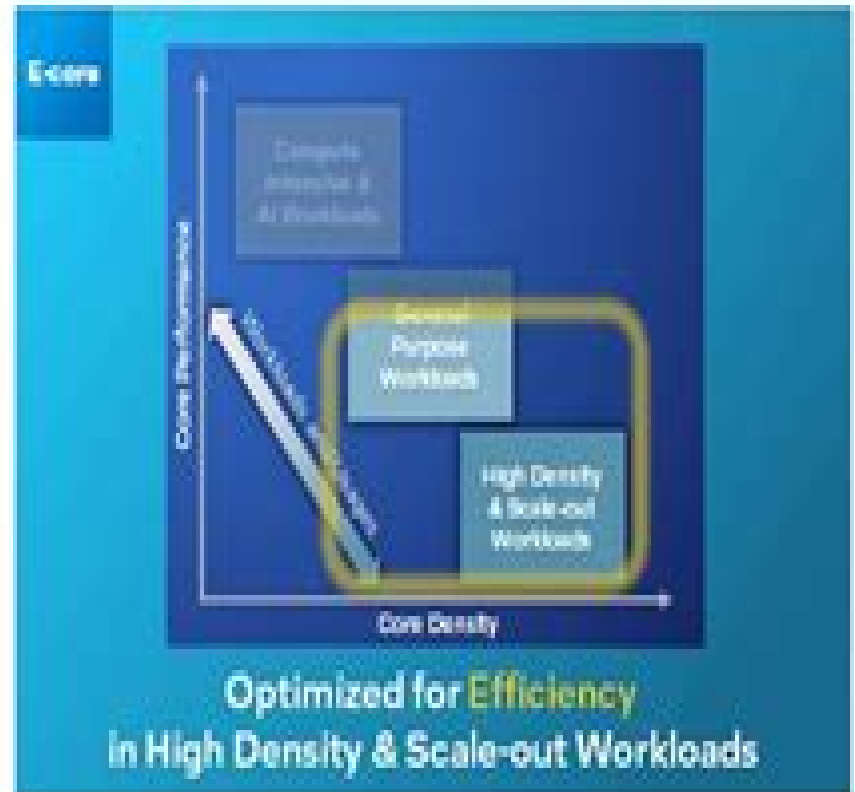 E-core
Compute
Intensive &
AI Workloads
General
Purpose
Workloads
High Density
& Scale-out
Workloads
Core Performance
Core Density
Optimized for Efficiency
in High Density & Scale-out Workloads